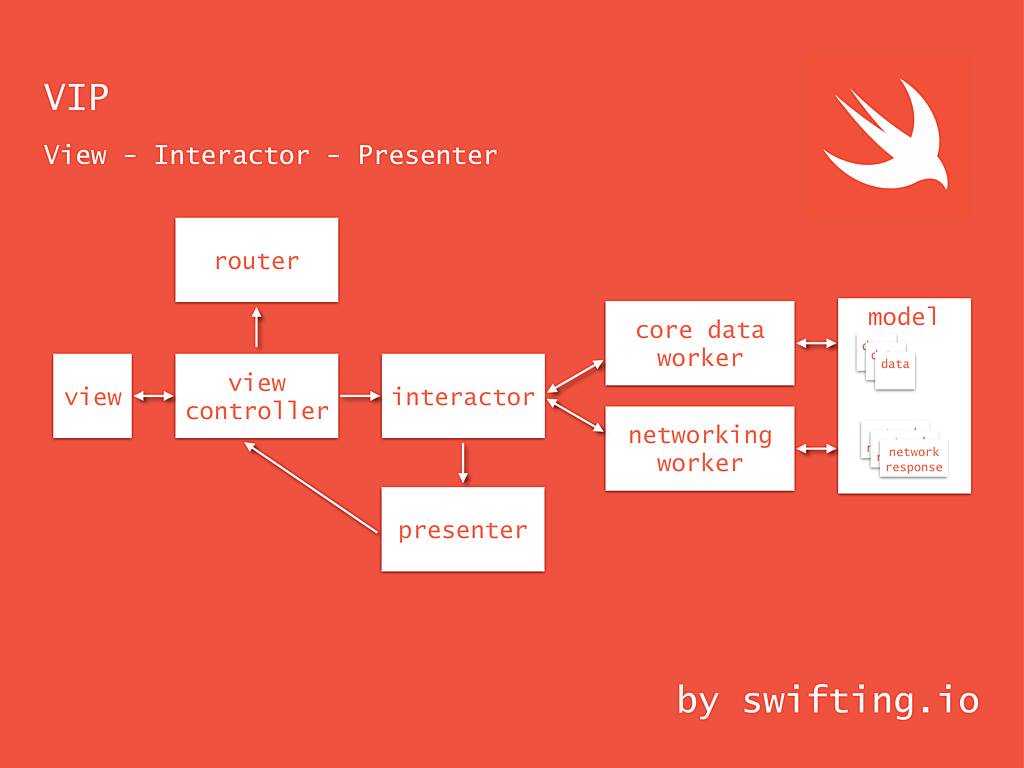 VIP
View - Interactor - Presenter
router
view
view
controller
interactor
presenter
core data
worker
networking
worker
model
data
network
response
by swifting.io